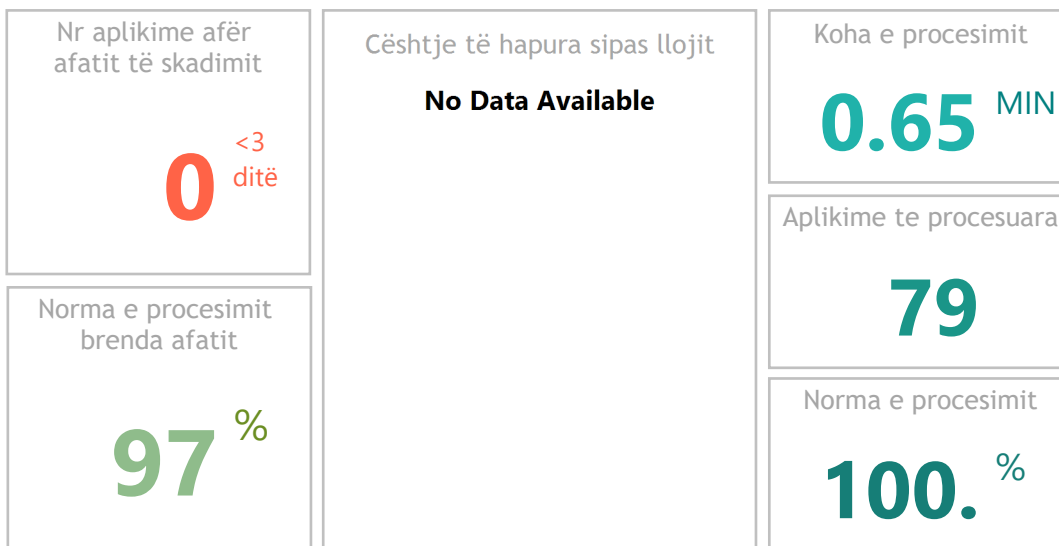 Nr aplikime afër
afatit të skadimit
0
<3
ditë
Norma e procesimit
brenda afatit
97
%
Cështje të hapura sipas llojit
No Data Available
Koha e procesimit
0.65
MIN
Aplikime te procesuara
79
Norma e procesimit
100.
%